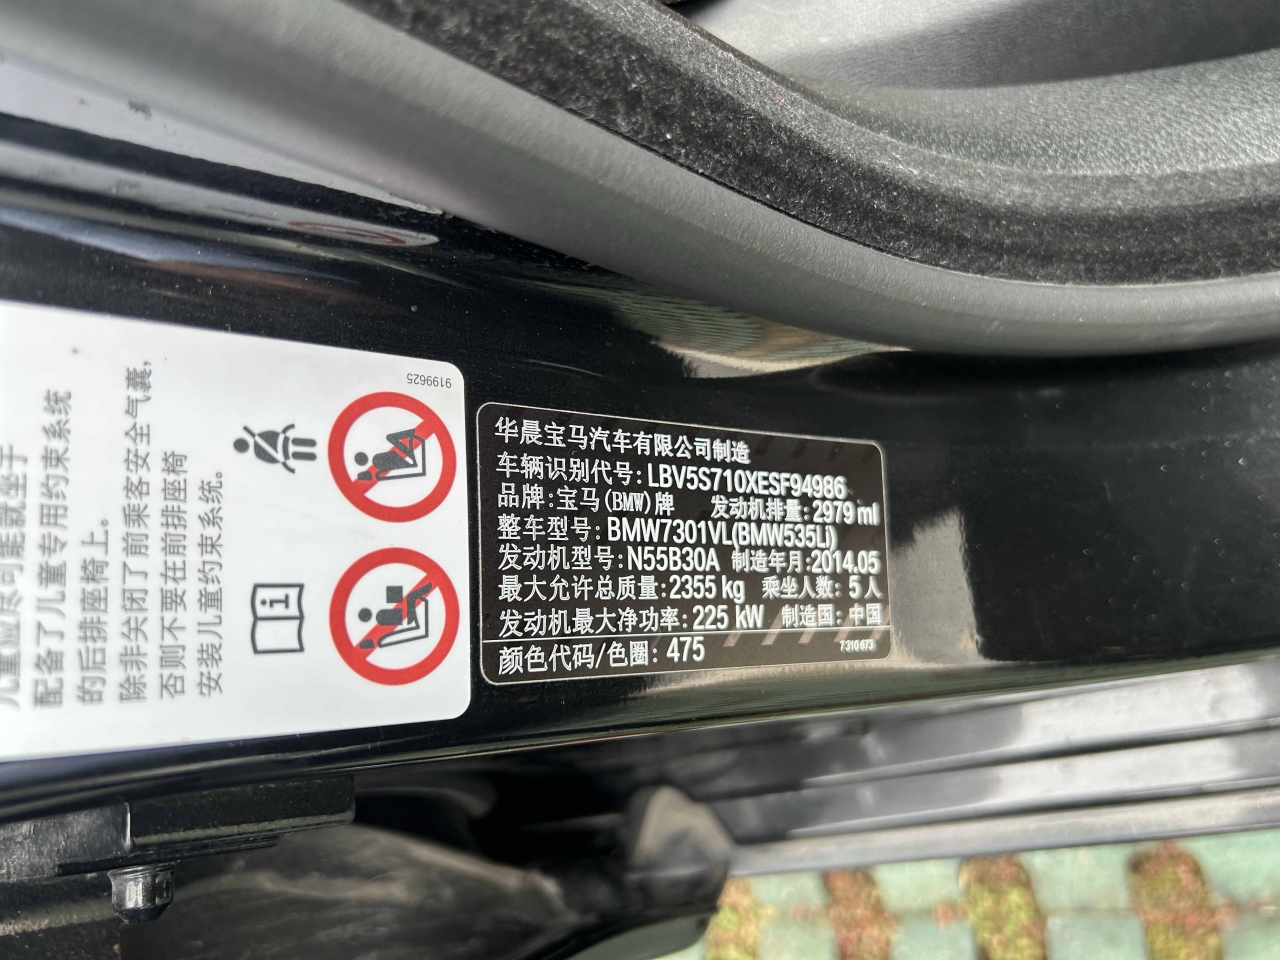 华晨宝马汽车有限公司制造
车辆识别代号: LBV5S710XESF94986
品牌: 宝马(BMW)牌 发动机排量: 2979 ml
整车型号: BMW7301VL(BMW535Li)
发动机型号: N55B30A 制造年月: 2014.05
最大允许总质量: 2355 kg 乘坐人数: 5 人
发动机最大净功率: 225 kW 制造国: 中国
颜色代码/色圈: 475
7 310 673
9199625
儿童应尽可能就坐于
配备了儿童专用约束系统
的后排座椅上。
除非关闭了前乘客安全气囊,
否则不要在前排座椅
安装儿童约束系统。